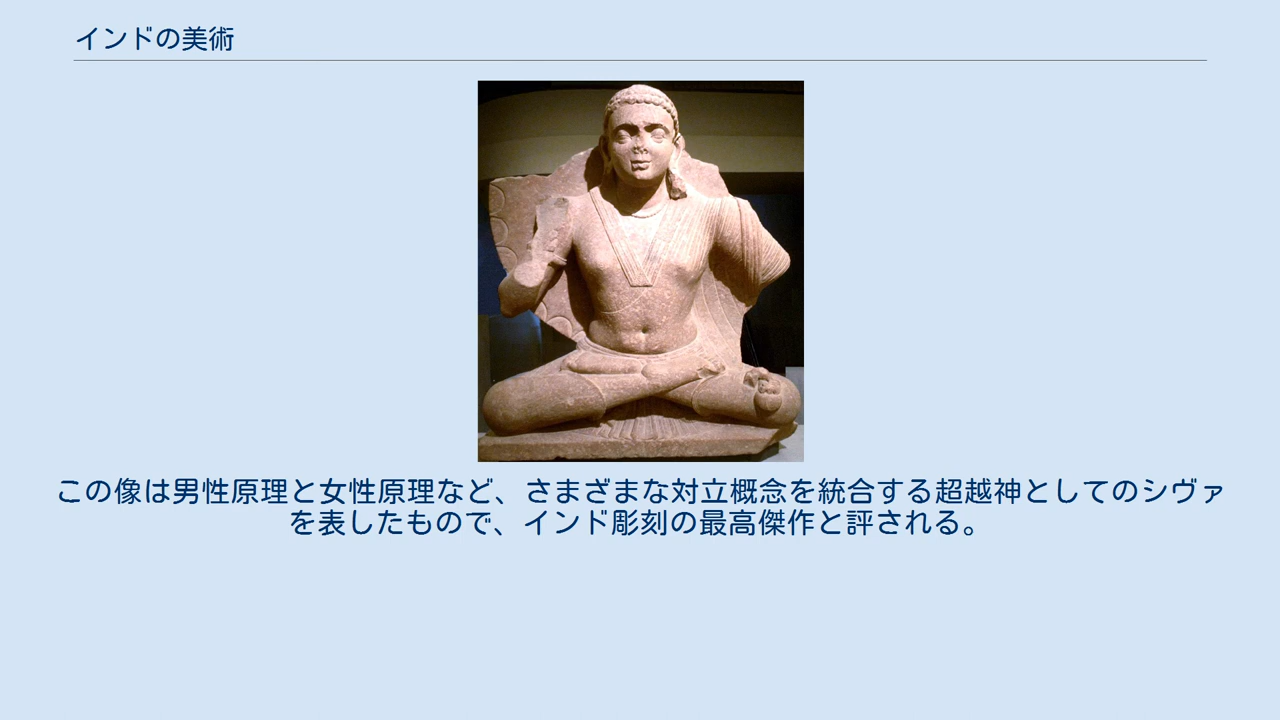 インドの美術
この像は男性原理と女性原理など、さまざまな対立概念を統合する超越神としてのシヴァ
を表したもので、インド彫刻の最高傑作と評される。